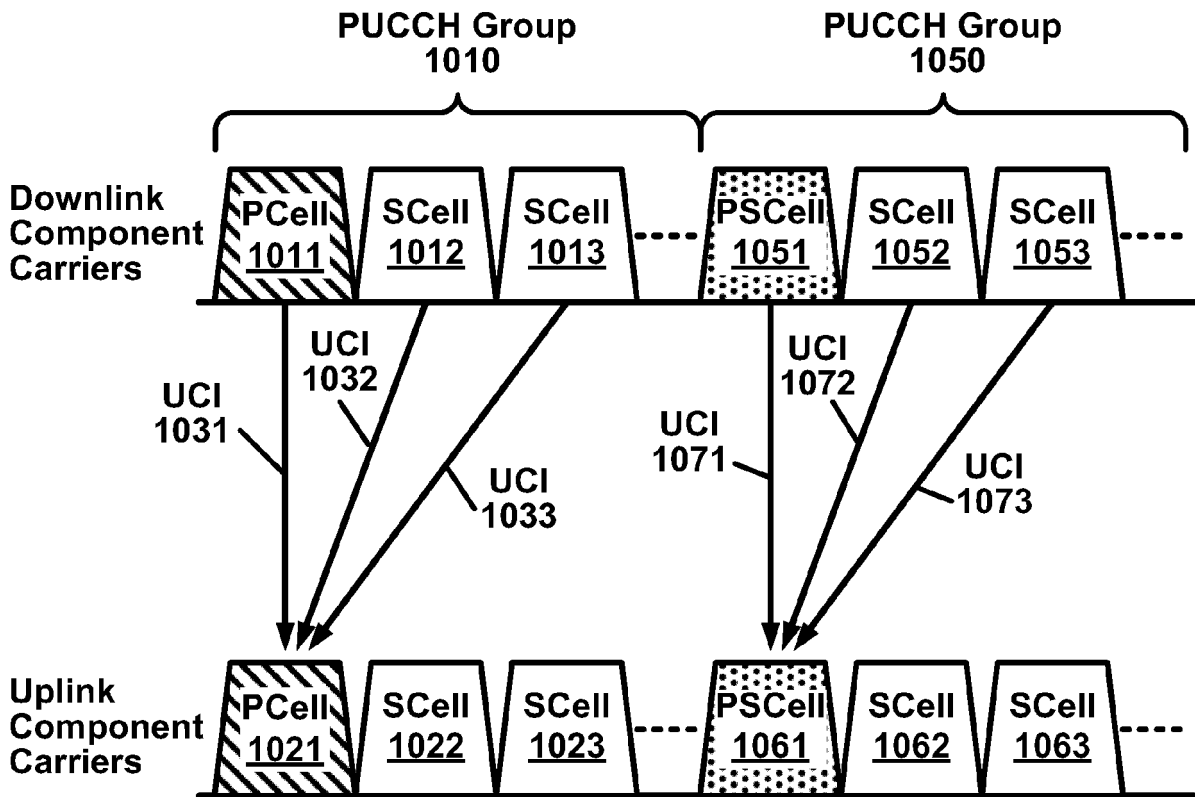 PUCCH Group
1010
PUCCH Group
1050
Downlink
Component
Carriers
PCell
1011
SCell
1012
SCell
1013
PSCell
1051
SCell
1052
SCell
1053
UCI
1031
UCI
1032
UCI
1033
UCI
1071
UCI
1072
UCI
1073
Uplink
Component
Carriers
PCell
1021
SCell
1022
SCell
1023
PSCell
1061
SCell
1062
SCell
1063